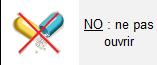 NO : ne pas
ouvrir